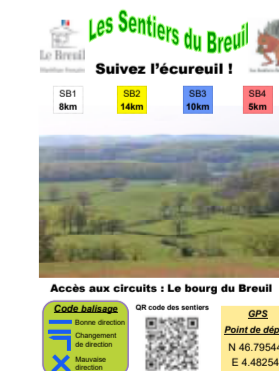 Les Sentiers du Breuil
Le Breuil
Suivez l'écureuil !
SB1
8km
SB2
14km
SB3
10km
SB4
5km
Accès aux circuits : Le bourg du Breuil
Code balisage
Bonne direction
Changement
de direction
Mauvaise
direction
QR code des sentiers
GPS
Point de dép
N 46.79544
E 4.48254